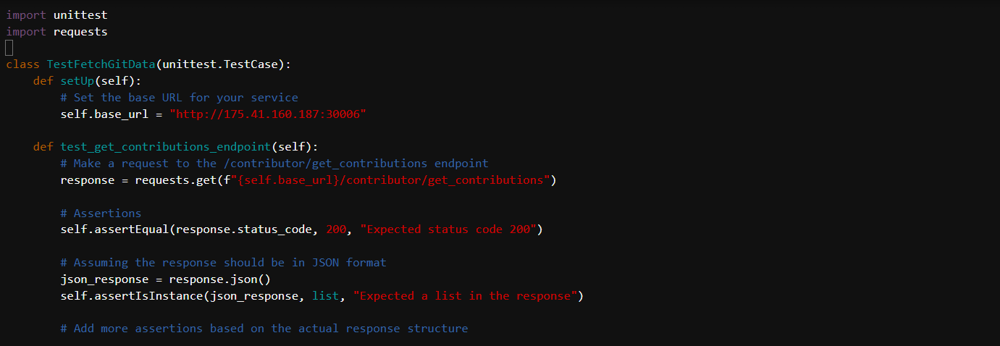 import unittest
import requests
class TestFetchGitData(unittest.TestCase):
    def setUp(self):
        # Set the base URL for your service
        self.base_url = "http://175.41.160.187:30006"
    def test_get_contributions_endpoint(self):
        # Make a request to the /contributor/get_contributions endpoint
        response = requests.get(f"{self.base_url}/contributor/get_contributions")
        # Assertions
        self.assertEqual(response.status_code, 200, "Expected status code 200")
        # Assuming the response should be in JSON format
        json_response = response.json()
        self.assertIsInstance(json_response, list, "Expected a list in the response")
        # Add more assertions based on the actual response structure